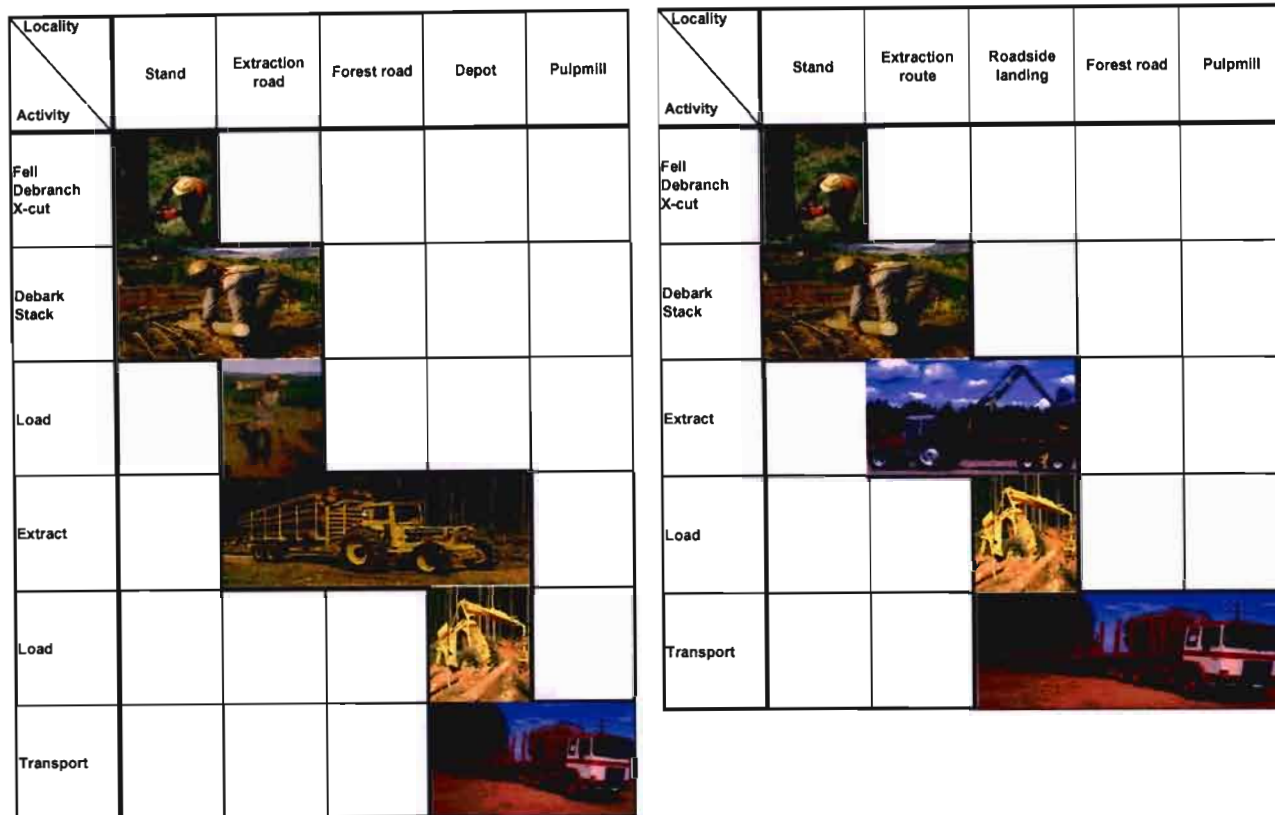 Locality
Activity
Stand
Extraction
road
Forest road
Depot
Pulpmill
Fell
Debranch
X-cut
Debark
Stack
Load
Extract
Load
Transport
Locality
Activity
Stand
Extraction
route
Roadside
landing
Forest road
Pulpmill
Fell
Debranch
X-cut
Debark
Stack
Extract
Load
Transport